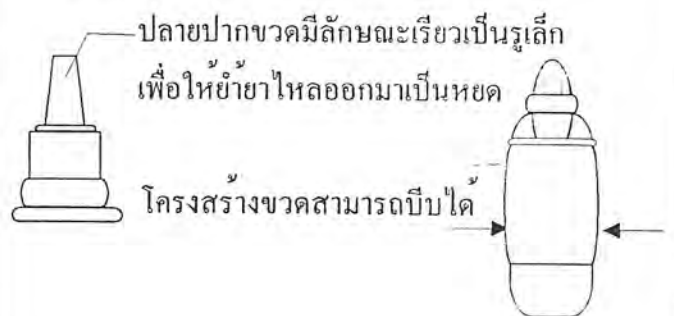 ปลายปากขวดมีลักษณะเรียวเป็นรูเล็ก
เพื่อให้ย้ำยาไหลออกมาเป็นหยด
โครงสร้างขวดสามารถบีบได้